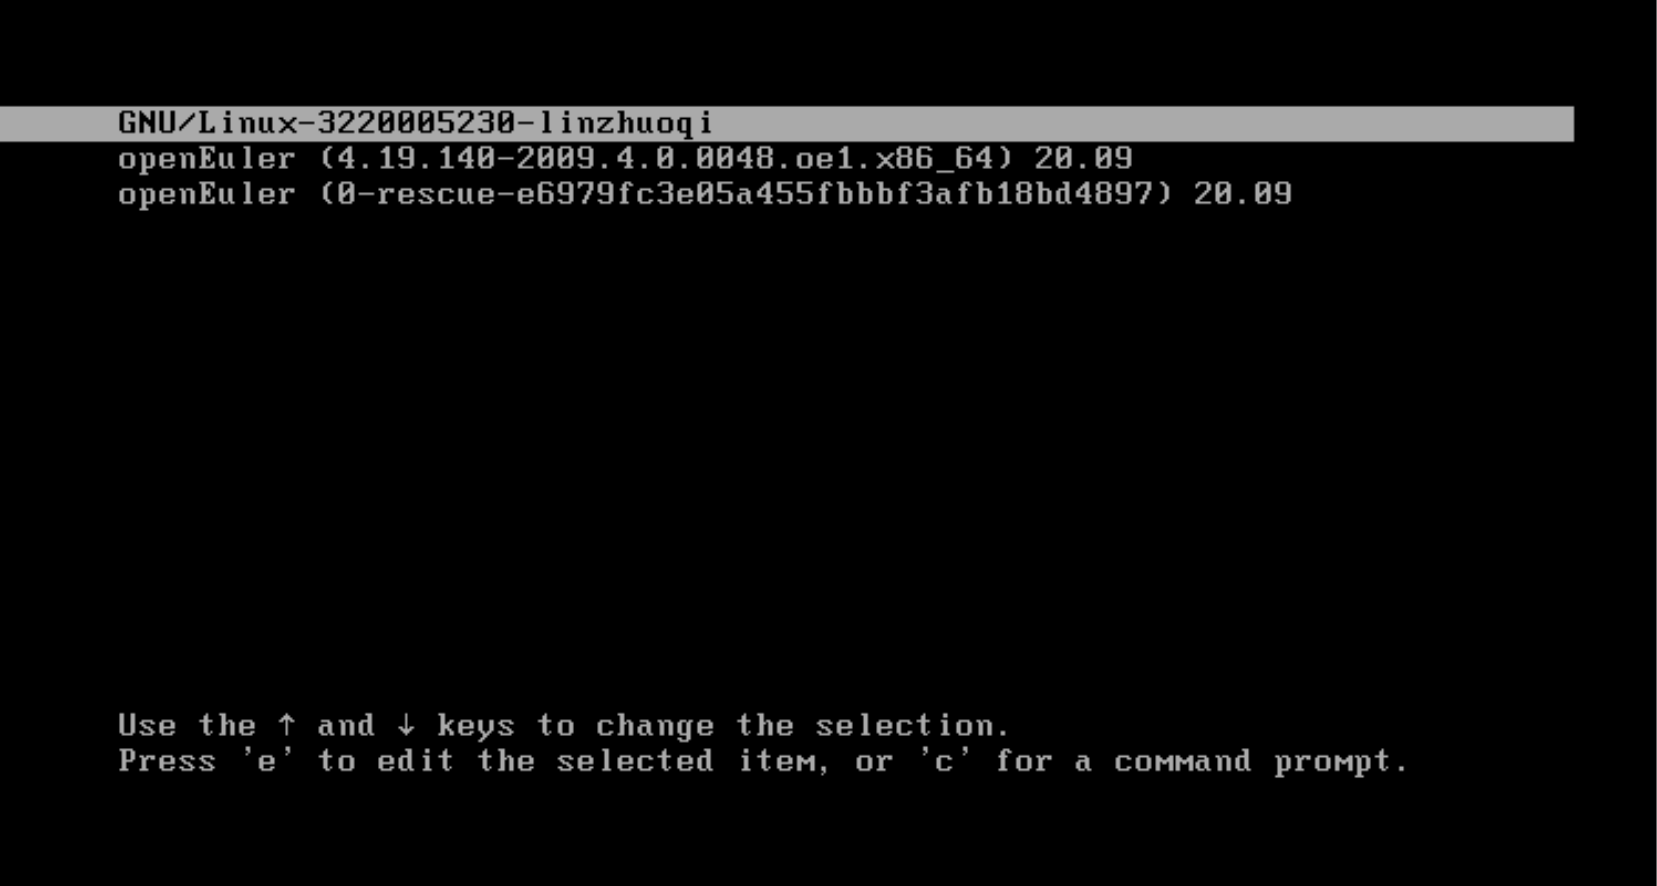 GNU/Linux-3220005230-linzhuoqi
openEuler (4.19.140-2009.4.0.0048.oe1.x86_64) 20.09
openEuler (0-rescue-e6979fc3e05a455fbbbf3afb18bd4897) 20.09
Use the ↑ and ↓ keys to change the selection.
Press 'e' to edit the selected item, or 'c' for a command prompt.